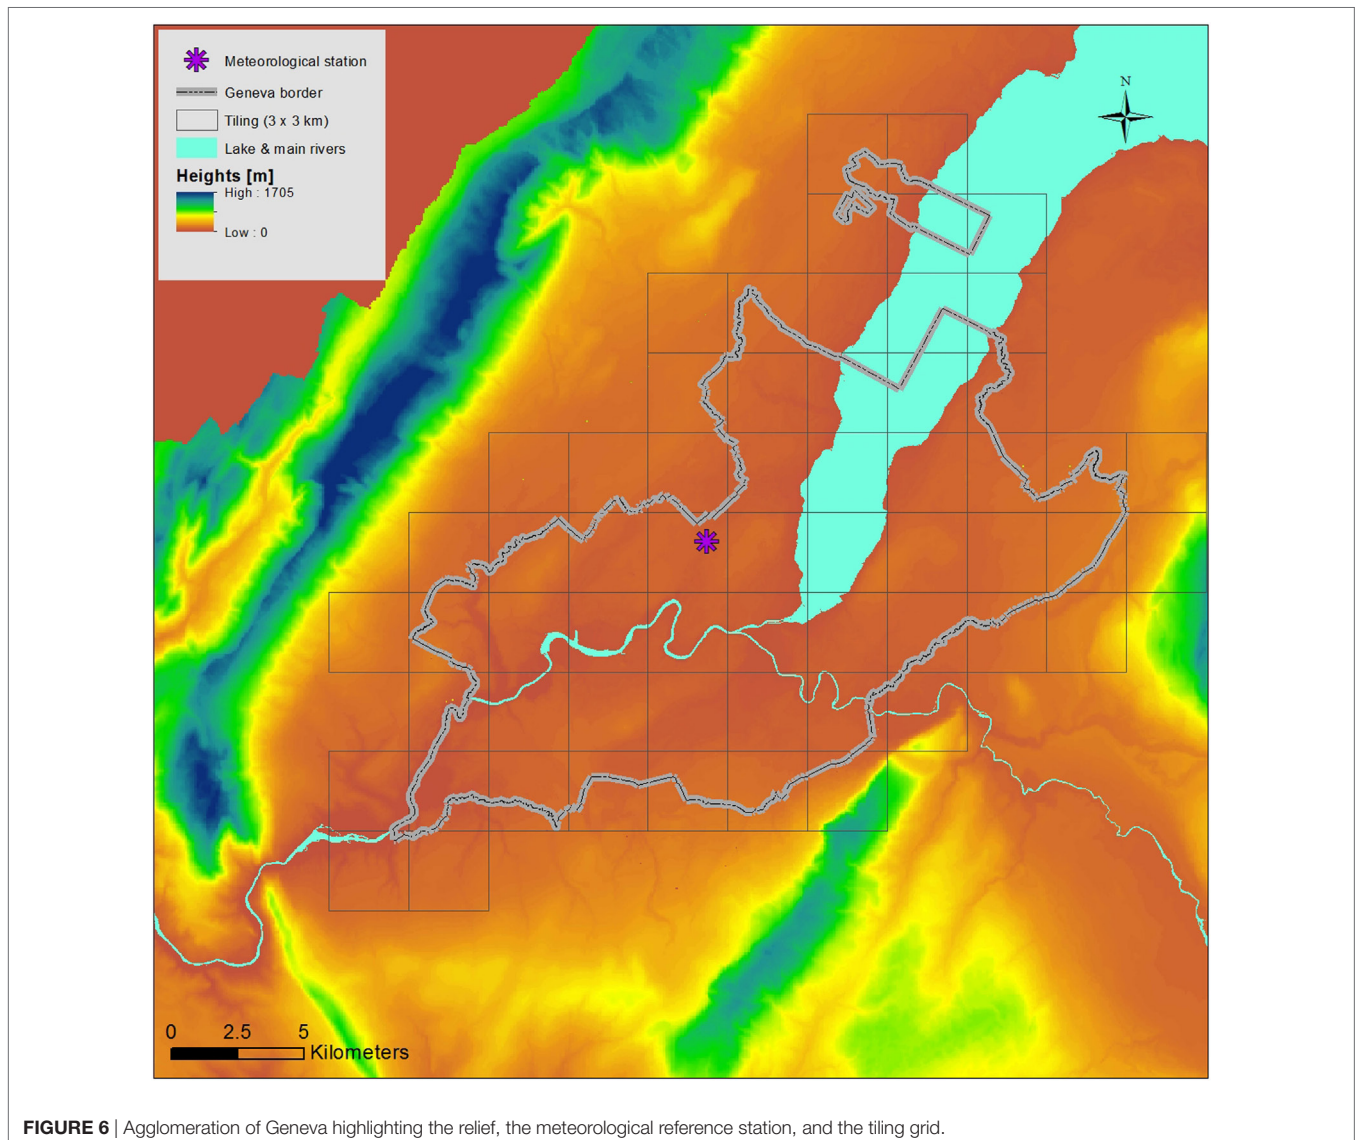 Meteorological station
Geneva border
Tiling (3 x 3 km)
Lake & main rivers
Heights [m]
High : 1705
Low : 0
N
0 2.5 5
Kilometers
FIGURE 6 | Agglomeration of Geneva highlighting the relief, the meteorological reference station, and the tiling grid.